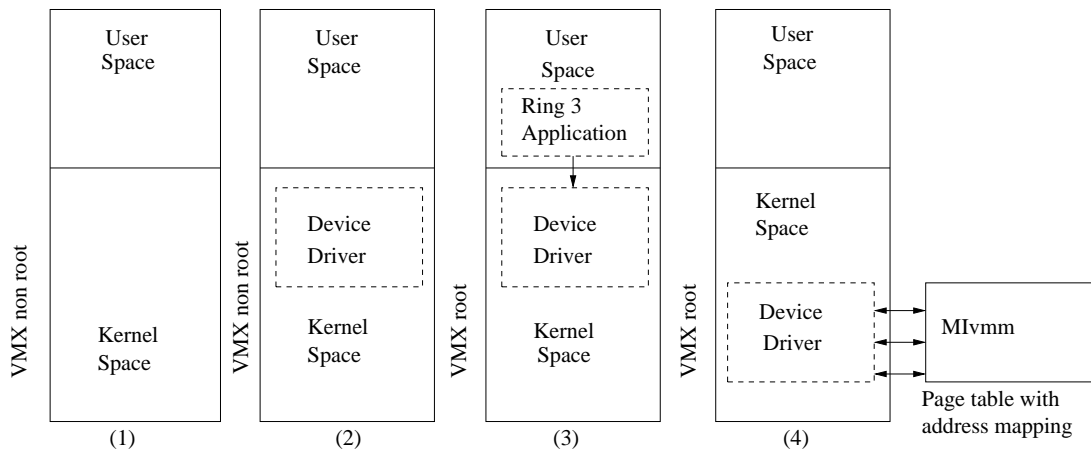 VMX non root
User
Space
Kernel
Space
(1)
VMX non root
User
Space
Device
Driver
Kernel
Space
(2)
VMX root
User
Space
Ring 3
Application
Device
Driver
Kernel
Space
(3)
VMX root
User
Space
Kernel
Space
Device
Driver
(4)
MIvmm
Page table with
address mapping